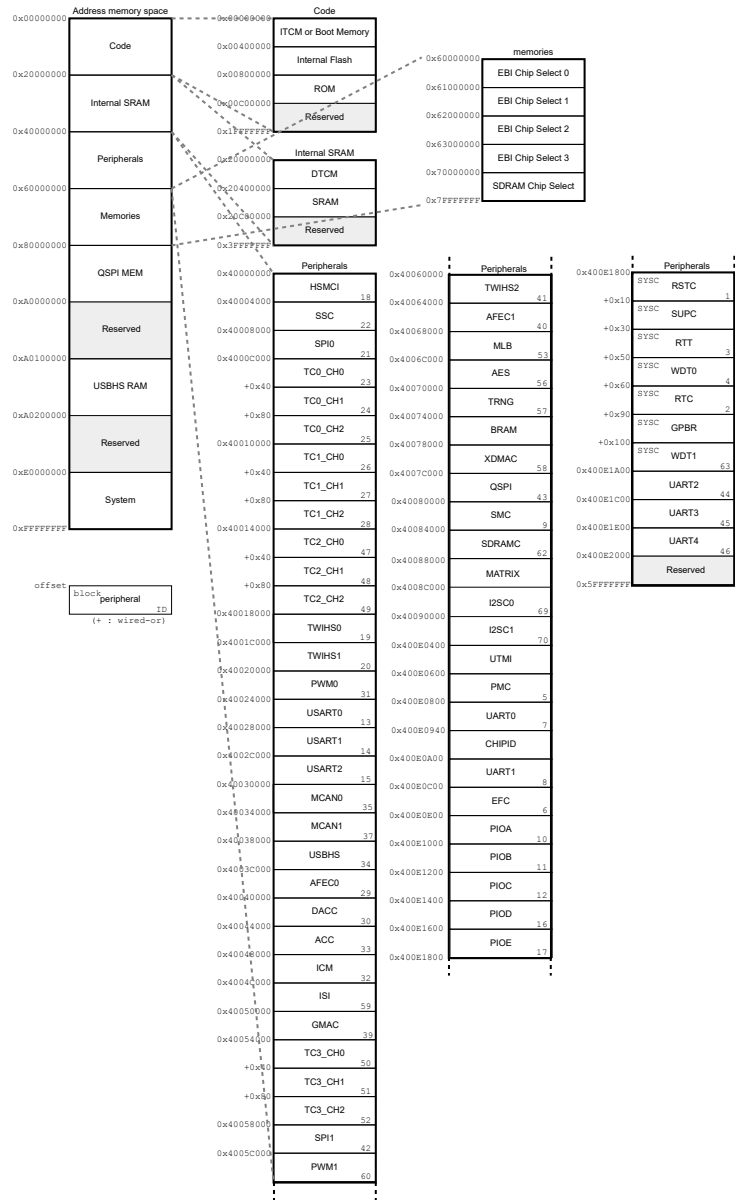 Address memory space
0x00000000
Code
0x20000000
Internal SRAM
0x40000000
Peripherals
0x60000000
Memories
0x80000000
QSPI MEM
0xA0000000
Reserved
0xA0100000
USBHS RAM
0xA0200000
Reserved
0xE0000000
System
0xFFFFFFFF
offset
block
peripheral
ID
(+ : wired-or)
Code
0x00000000
ITCM or Boot Memory
0x00400000
Internal Flash
0x00800000
ROM
0x00C00000
Reserved
0x1FFFFFFF
Internal SRAM
0x20000000
DTCM
0x20400000
SRAM
0x20C00000
Reserved
0x3FFFFFFF
Peripherals
0x40000000
HSMCI
18
0x40004000
SSC
22
0x40008000
SPI0
21
0x4000C000
TC0_CH0
23
+0x40
TC0_CH1
24
+0x80
TC0_CH2
25
0x40010000
TC1_CH0
26
+0x40
TC1_CH1
27
+0x80
TC1_CH2
28
0x40014000
TC2_CH0
47
+0x40
TC2_CH1
48
+0x80
TC2_CH2
49
0x40018000
TWIHS0
19
0x4001C000
TWIHS1
20
0x40020000
PWM0
31
0x40024000
USART0
13
0x40028000
USART1
14
0x4002C000
USART2
15
0x40030000
MCAN0
35
0x40034000
MCAN1
37
0x40038000
USBHS
34
0x4003C000
AFEC0
29
0x40040000
DACC
30
0x40044000
ACC
33
0x40048000
ICM
32
0x4004C000
ISI
59
0x40050000
GMAC
39
0x40054000
TC3_CH0
50
+0x40
TC3_CH1
51
+0x80
TC3_CH2
52
0x40058000
SPI1
42
0x4005C000
PWM1
60
memories
0x60000000
EBI Chip Select 0
0x61000000
EBI Chip Select 1
0x62000000
EBI Chip Select 2
0x63000000
EBI Chip Select 3
0x70000000
SDRAM Chip Select
0x7FFFFFFF
Peripherals
0x40060000
TWIHS2
41
0x40064000
AFEC1
40
0x40068000
MLB
53
0x4006C000
AES
56
0x40070000
TRNG
57
0x40074000
BRAM
0x40078000
XDMAC
58
0x4007C000
QSPI
43
0x40080000
SMC
9
0x40084000
SDRAMC
62
0x40088000
MATRIX
0x4008C000
I2SC0
69
0x40090000
I2SC1
70
0x400E0400
UTMI
0x400E0600
PMC
5
0x400E0800
UART0
7
0x400E0940
CHIPID
0x400E0A00
UART1
8
0x400E0C00
EFC
6
0x400E0E00
PIOA
10
0x400E1000
PIOB
11
0x400E1200
PIOC
12
0x400E1400
PIOD
16
0x400E1600
PIOE
17
0x400E1800
Peripherals
0x400E1800
SYSC
RSTC
1
+0x10
SYSC
SUPC
+0x30
SYSC
RTT
3
+0x50
SYSC
WDT0
4
+0x60
SYSC
RTC
2
+0x90
SYSC
GPBR
+0x100
SYSC
WDT1
63
0x400E1A00
UART2
44
0x400E1C00
UART3
45
0x400E1E00
UART4
46
0x400E2000
Reserved
0x5FFFFFFF